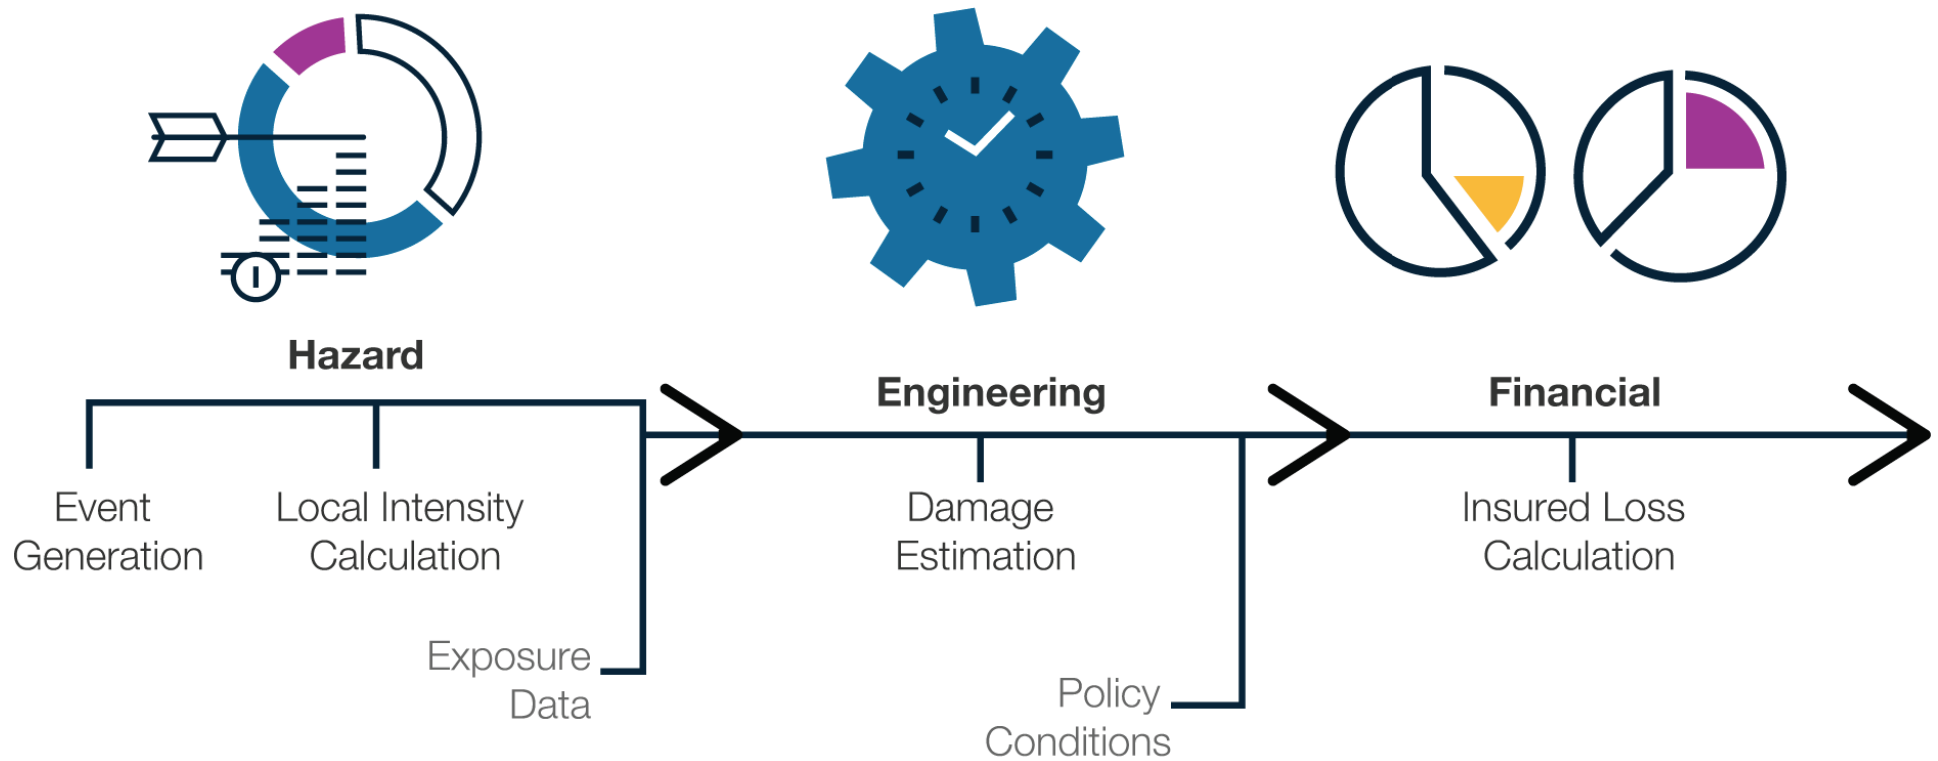 Hazard
Engineering
Financial
Event
Generation
Local Intensity
Calculation
Damage
Estimation
Insured Loss
Calculation
Exposure
Data
Policy
Conditions